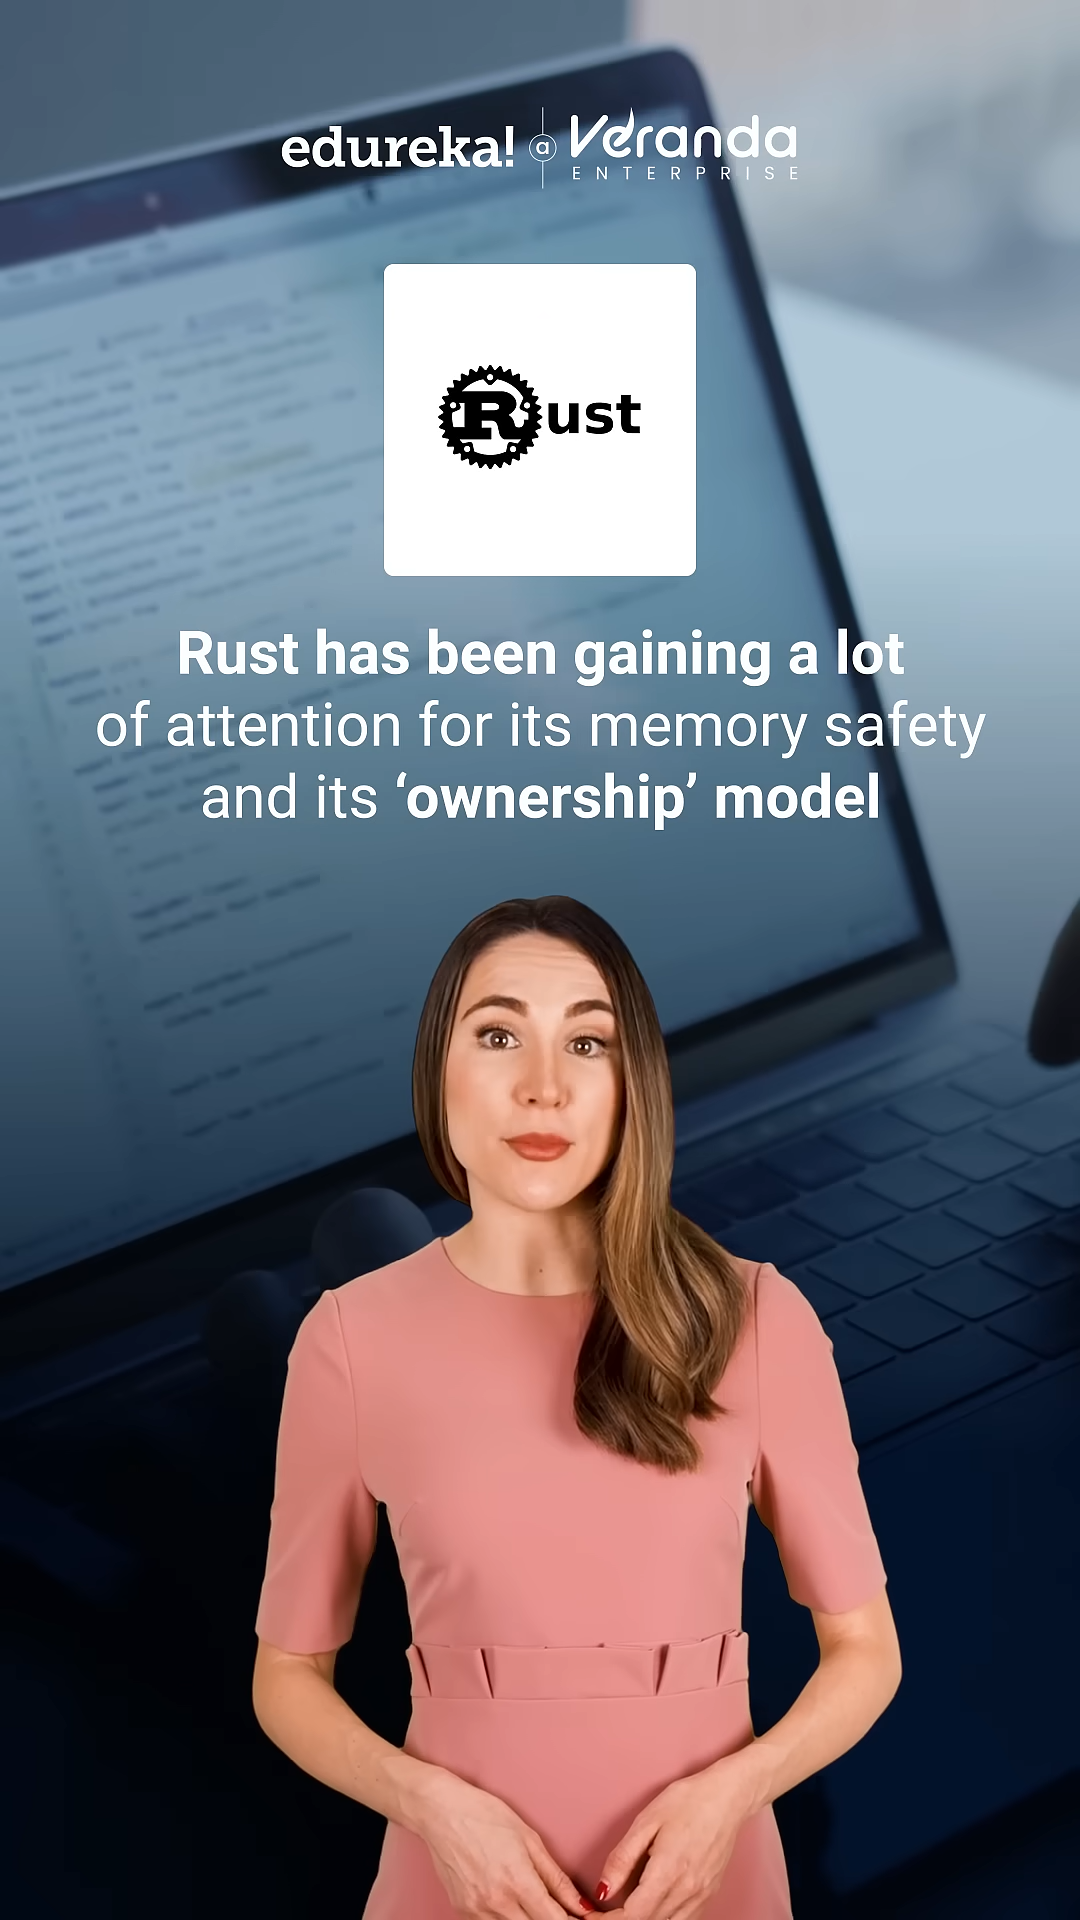 edureka! a Veranda
ENTERPRISE
Rust
Rust has been gaining a lot
of attention for its memory safety
and its ‘ownership’ model